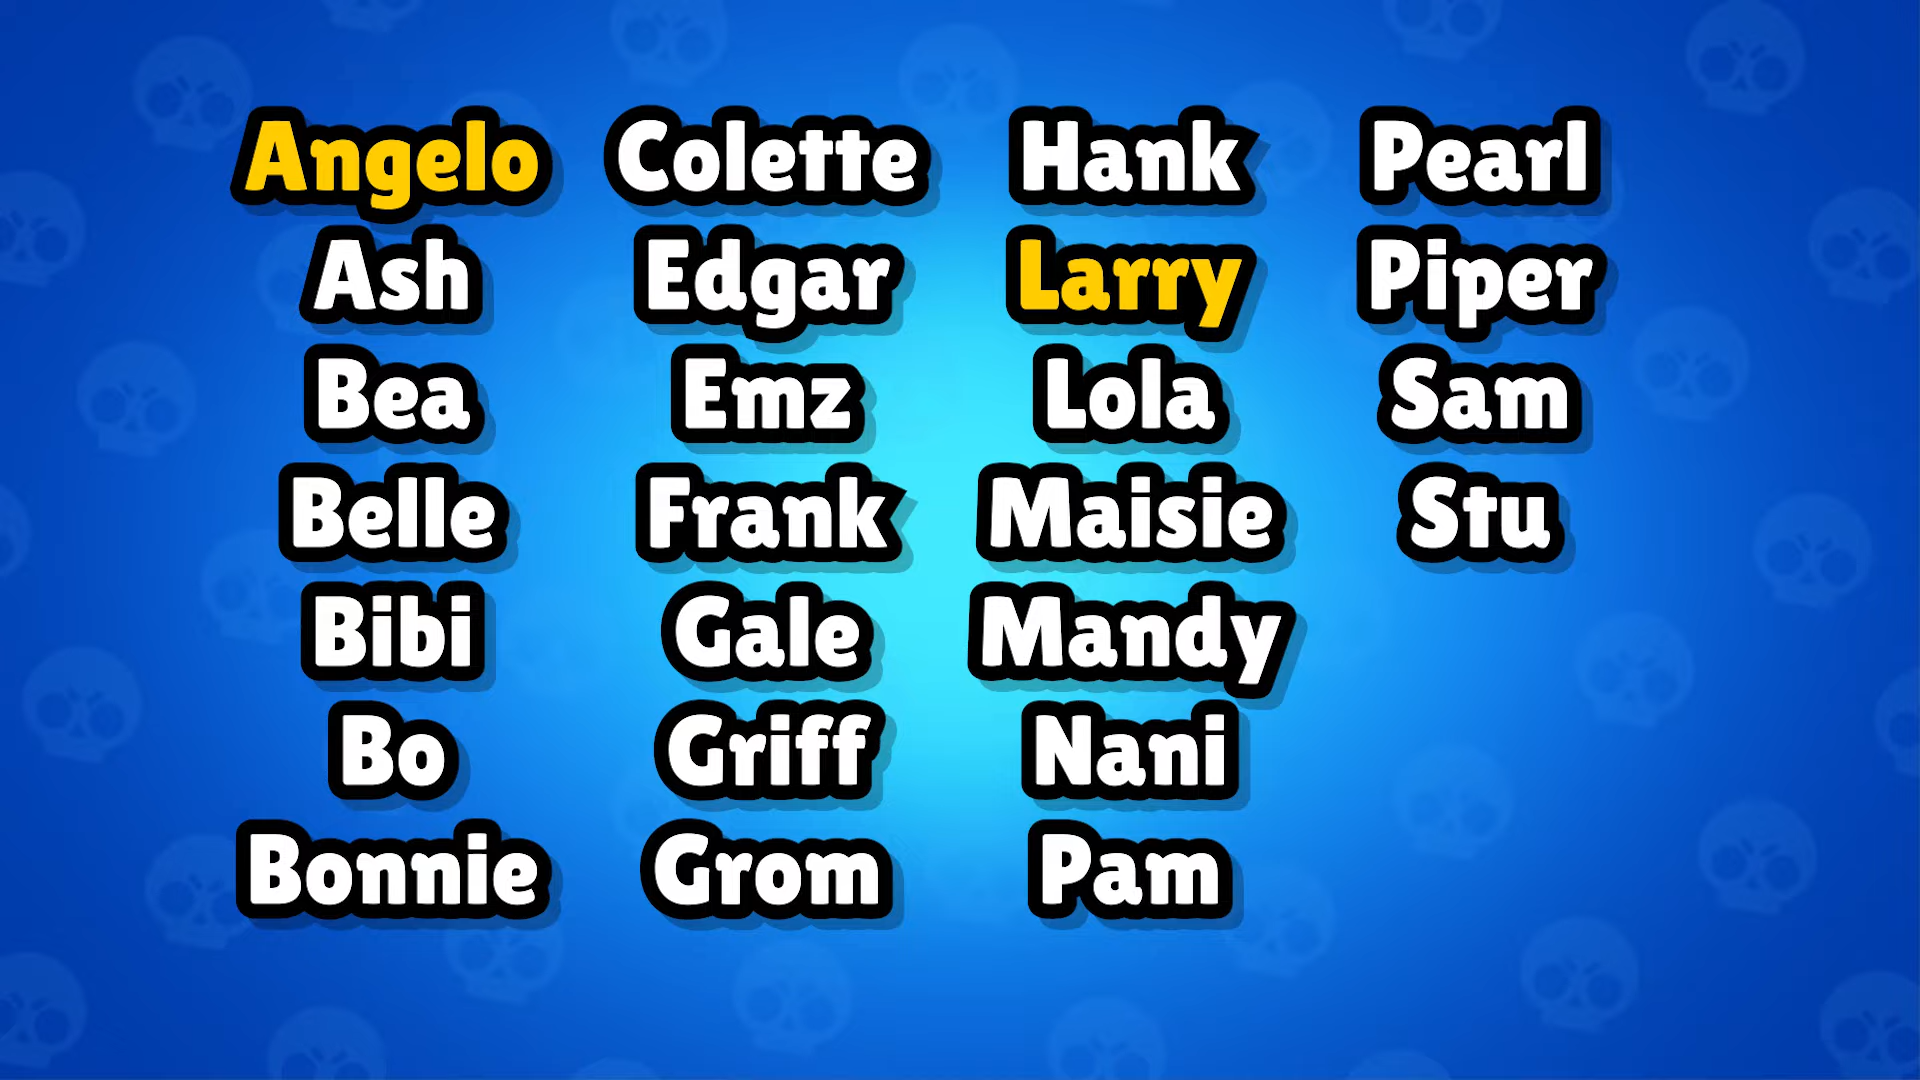 Angelo
Ash
Bea
Belle
Bibi
Bo
Bonnie
Colette
Edgar
Emz
Frank
Gale
Griff
Grom
Hank
Larry
Lola
Maisie
Mandy
Nani
Pam
Pearl
Piper
Sam
Stu